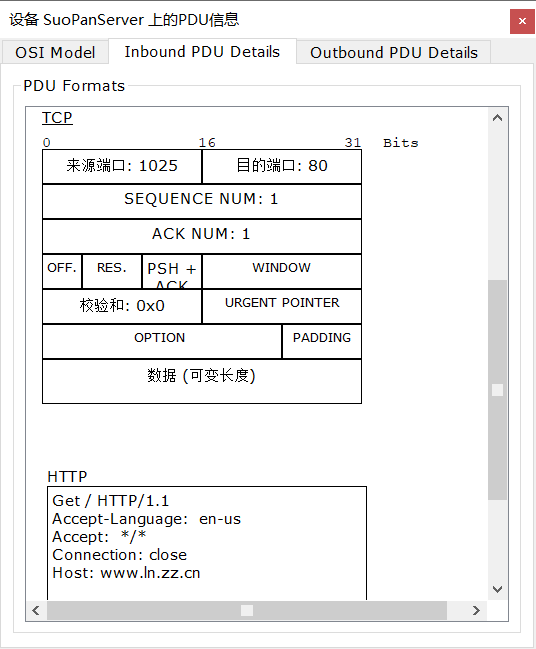 设备 SuoPanServer 上的PDU信息
OSI Model Inbound PDU Details Outbound PDU Details
PDU Formats
TCP
0 16 31 Bits
来源端口: 1025 目的端口: 80
SEQUENCE NUM: 1
ACK NUM: 1
OFF. RES. PSH + ACK WINDOW
校验和: 0x0 URGENT POINTER
OPTION PADDING
数据 (可变长度)
HTTP
Get / HTTP/1.1
Accept-Language: en-us
Accept: */*
Connection: close
Host: www.ln.zz.cn